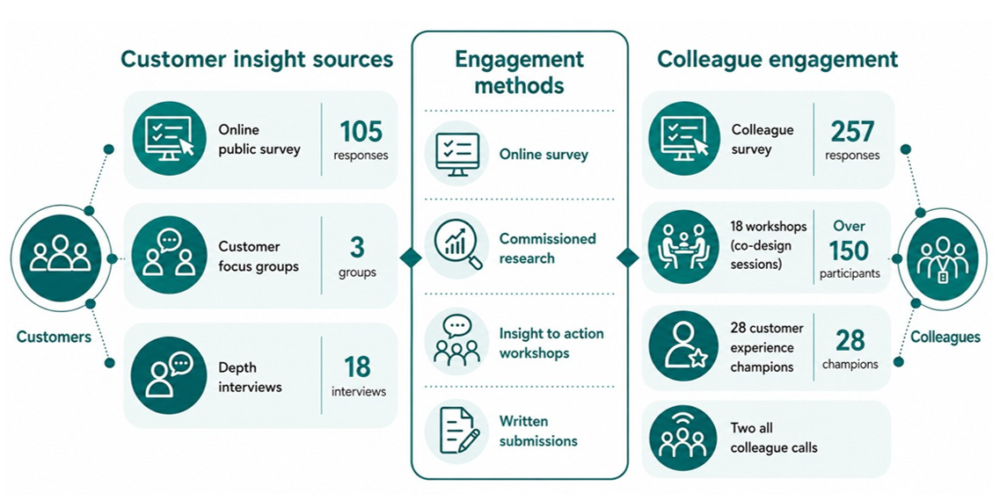 Customer insight sources
Online
public survey
105
responses
Customer
focus groups
3
groups
Depth
interviews
18
interviews
Customers
Engagement
methods
Online survey
Commissioned
research
Insight to action
workshops
Written
submissions
Colleague engagement
Colleague
survey
257
responses
18 workshops
(co-design
sessions)
Over
150
participants
28 customer
experience
champions
28
champions
Two all
colleague calls
Colleagues